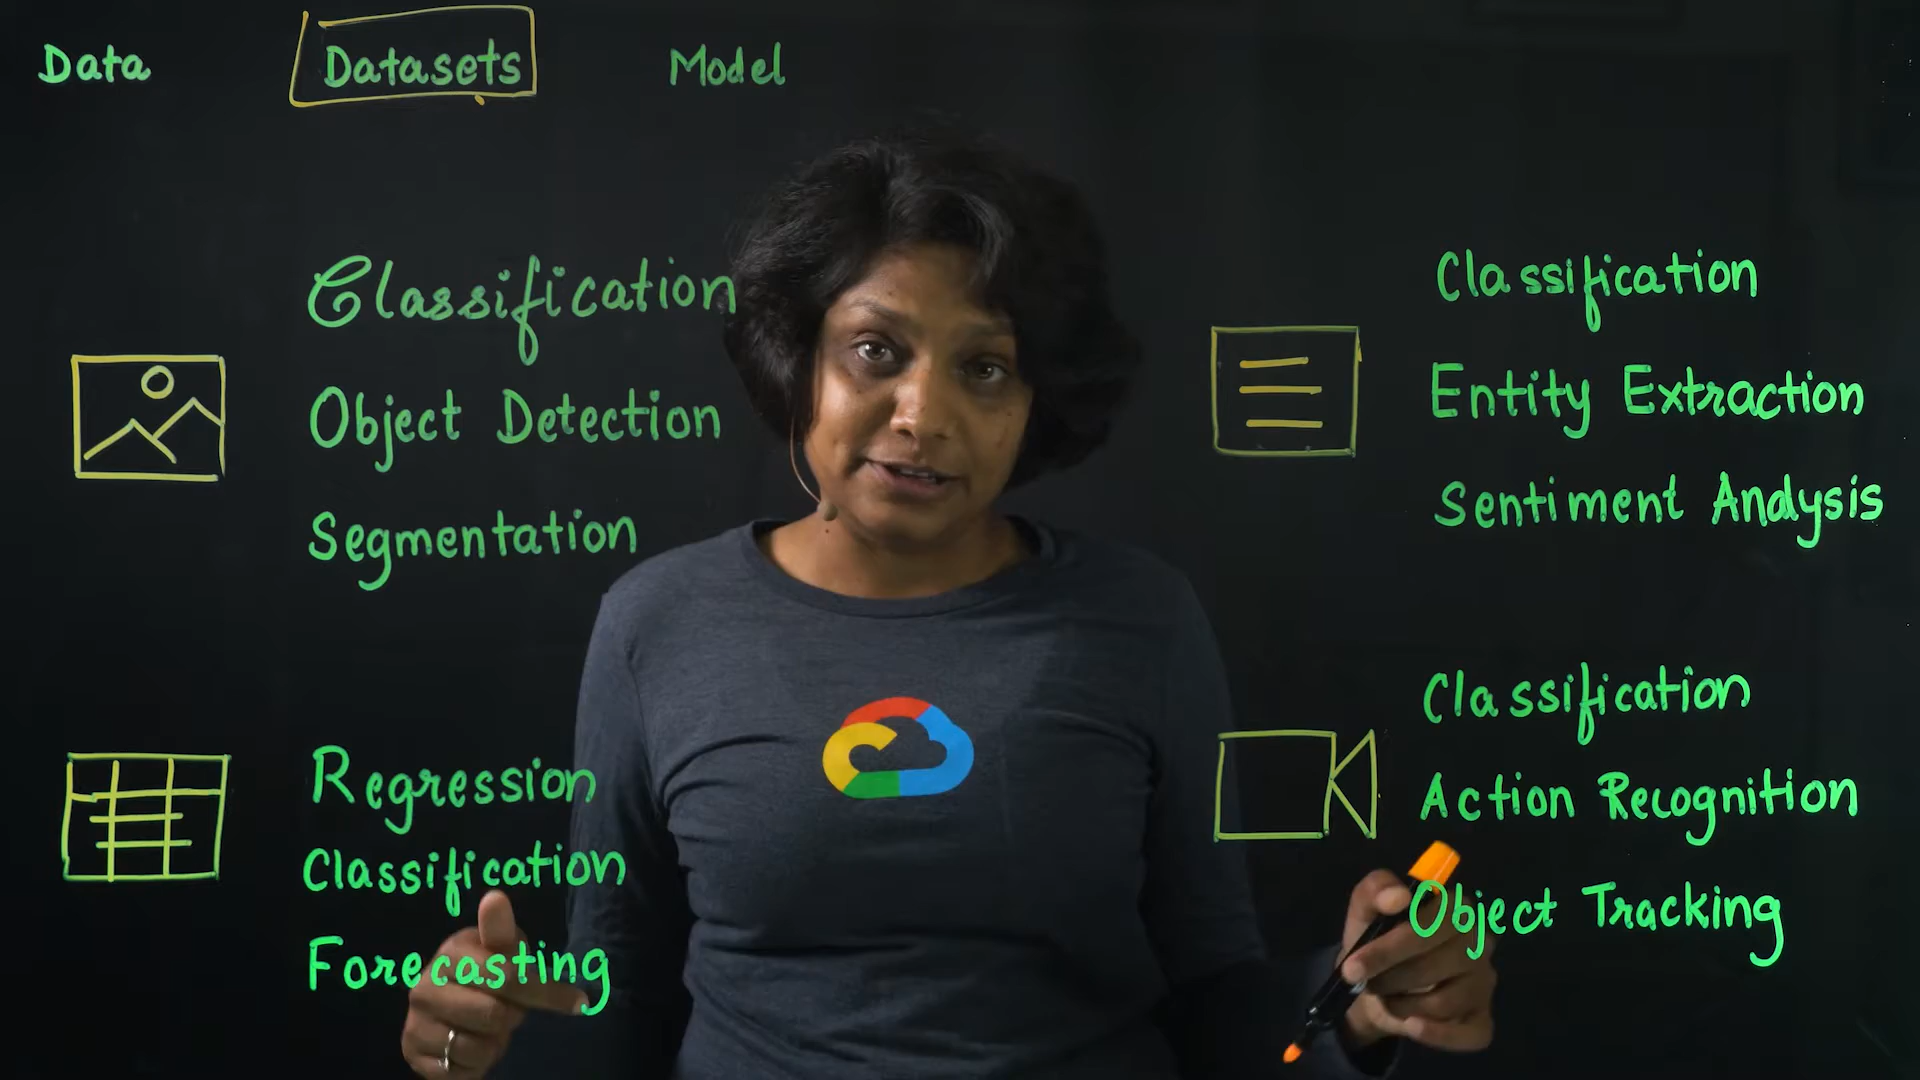 Data
Datasets
Model
Classification
Object Detection
Segmentation
Regression
Classification
Forecasting
Classification
Entity Extraction
Sentiment Analysis
Classification
Action Recognition
Object Tracking